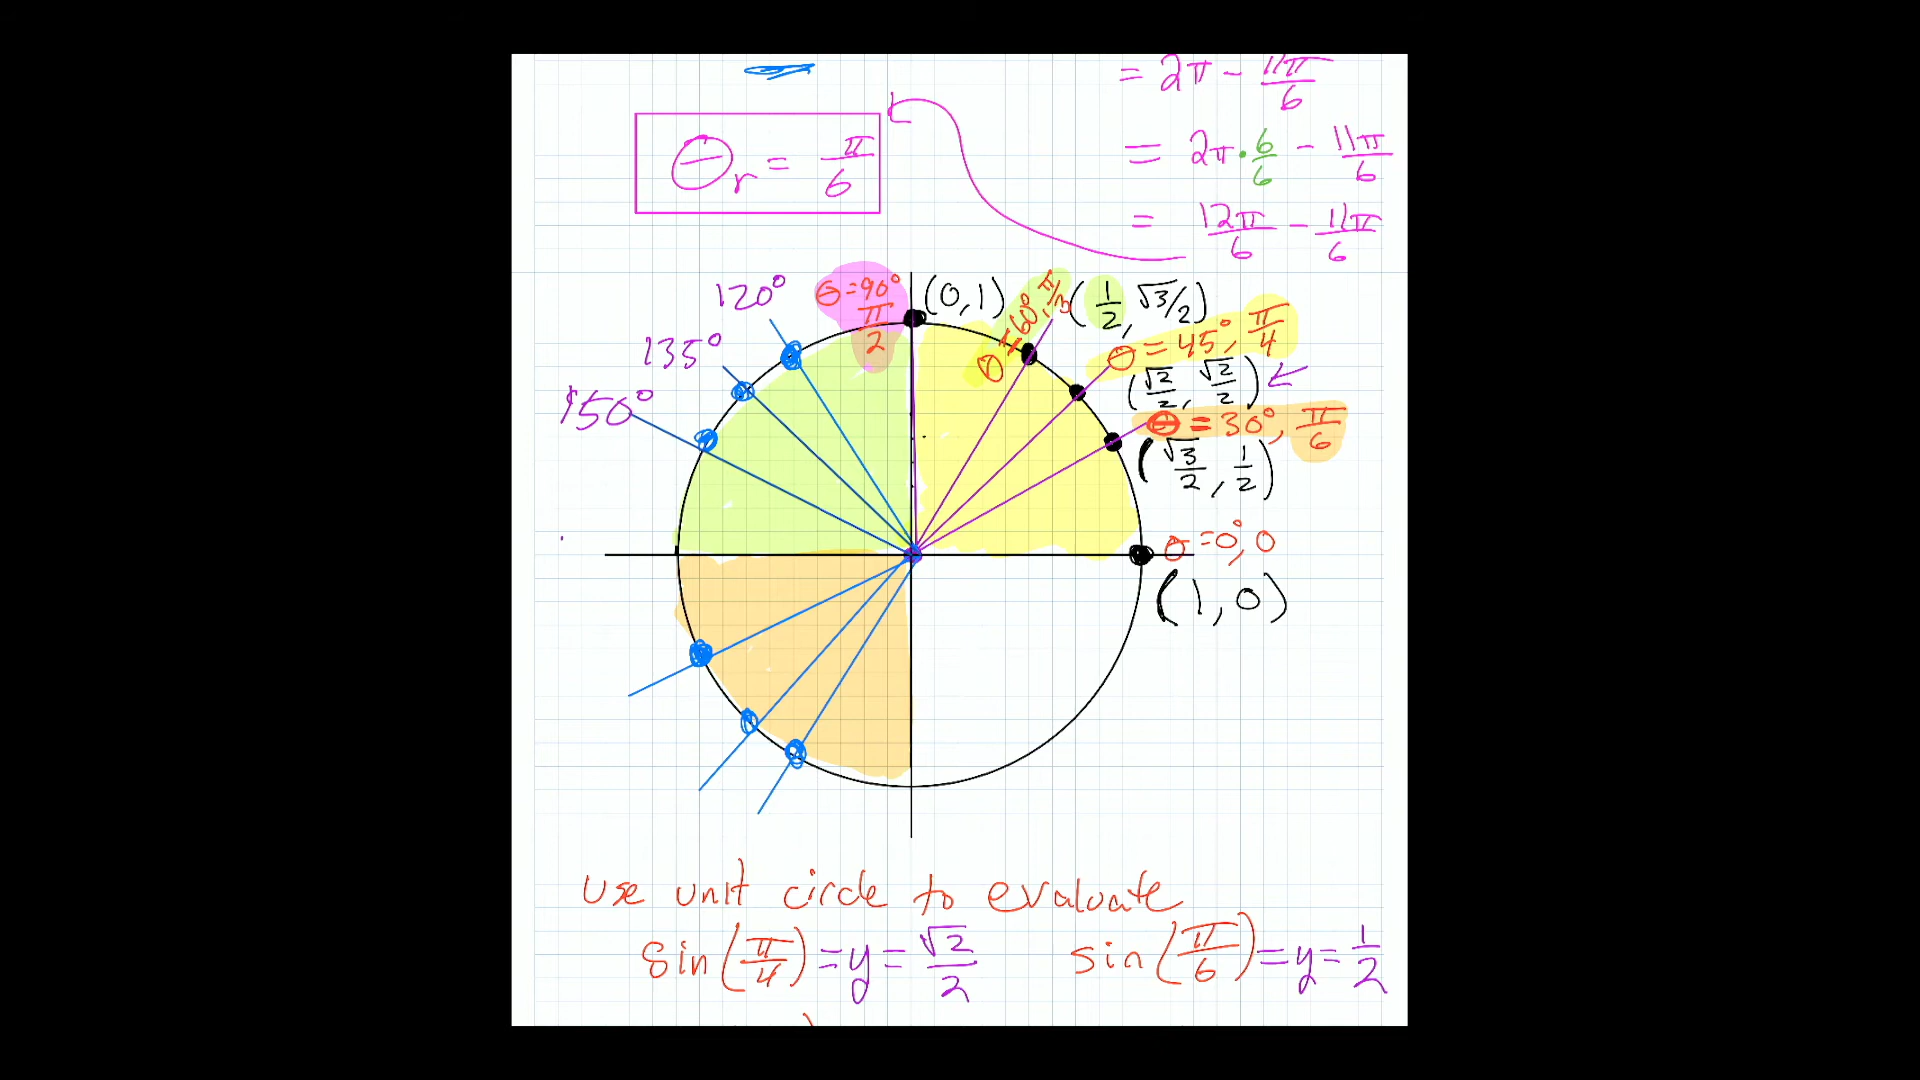 = 2π - 11π/6
θr = π/6
= 2π · 6/6 - 11π/6
= 12π/6 - 11π/6
120°
θ = 90°
π/2
(0,1)
θ = 60°, π/3
(1/2, √3/2)
135°
θ = 45°, π/4
(√2/2, √2/2)
150°
θ = 30°, π/6
(√3/2, 1/2)
θ = 0°, 0
(1, 0)
Use unit circle to evaluate
sin(π/4) = y = √2/2
sin(π/6) = y = 1/2